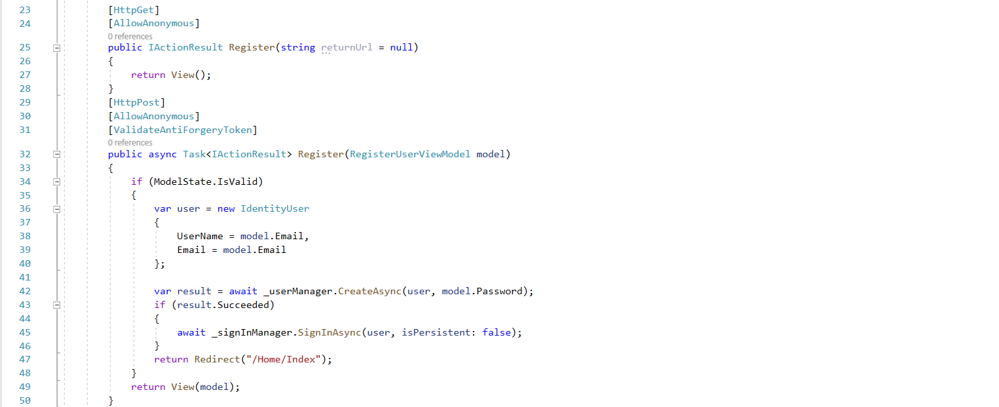 23 [HttpGet]
24 [AllowAnonymous]
0 references
25 public IActionResult Register(string returnUrl = null)
26 {
27 return View();
28 }
29 [HttpPost]
30 [AllowAnonymous]
31 [ValidateAntiForgeryToken]
0 references
32 public async Task<IActionResult> Register(RegisterUserViewModel model)
33 {
34 if (ModelState.IsValid)
35 {
36 var user = new IdentityUser
37 {
38 UserName = model.Email,
39 Email = model.Email
40 };
41
42 var result = await _userManager.CreateAsync(user, model.Password);
43 if (result.Succeeded)
44 {
45 await _signInManager.SignInAsync(user, isPersistent: false);
46 }
47 return Redirect("/Home/Index");
48 }
49 return View(model);
50 }